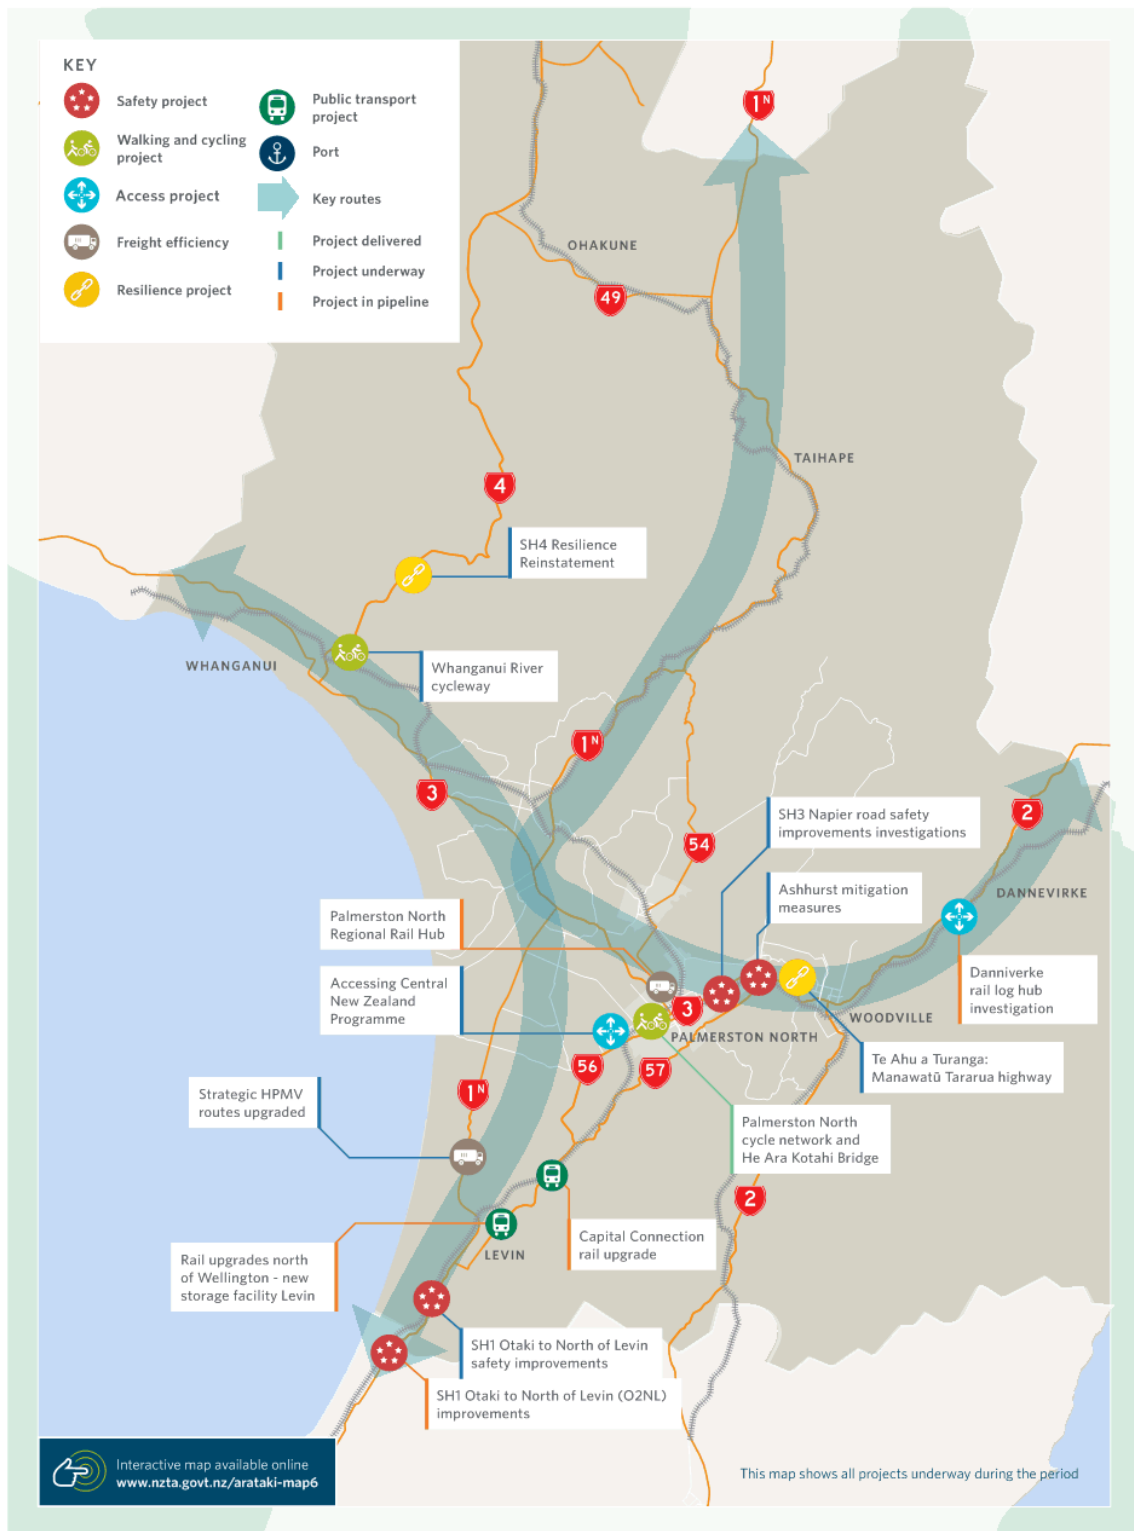 KEY
Safety project
Walking and cycling
project
Access project
Freight efficiency
Resilience project
Public transport
project
Port
Key routes
Project delivered
Project underway
Project in pipeline
1N
OHAKUNE
49
TAIHAPE
4
SH4 Resilience
Reinstatement
WHANGANUI
Whanganui River
cycleway
1N
3
2
SH3 Napier road safety
improvements investigations
54
Ashhurst mitigation
measures
DANNEVIRKE
Palmerston North
Regional Rail Hub
Accessing Central
New Zealand
Programme
Danniverke
rail log hub
investigation
3
WOODVILLE
PALMERSTON NORTH
56
57
Te Ahu a Turanga:
Manawatū Tararua highway
Strategic HPMV
routes upgraded
1N
Palmerston North
cycle network and
He Ara Kotahi Bridge
2
Capital Connection
rail upgrade
LEVIN
Rail upgrades north
of Wellington - new
storage facility Levin
SH1 Otaki to North of Levin
safety improvements
SH1 Otaki to North of Levin (O2NL)
improvements
Interactive map available online
www.nzta.govt.nz/arataki-map6
This map shows all projects underway during the period